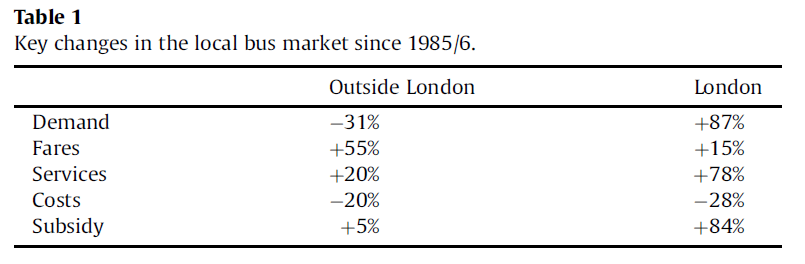 Table 1
Key changes in the local bus market since 1985/6.
Outside London London
Demand −31% +87%
Fares +55% +15%
Services +20% +78%
Costs −20% −28%
Subsidy +5% +84%